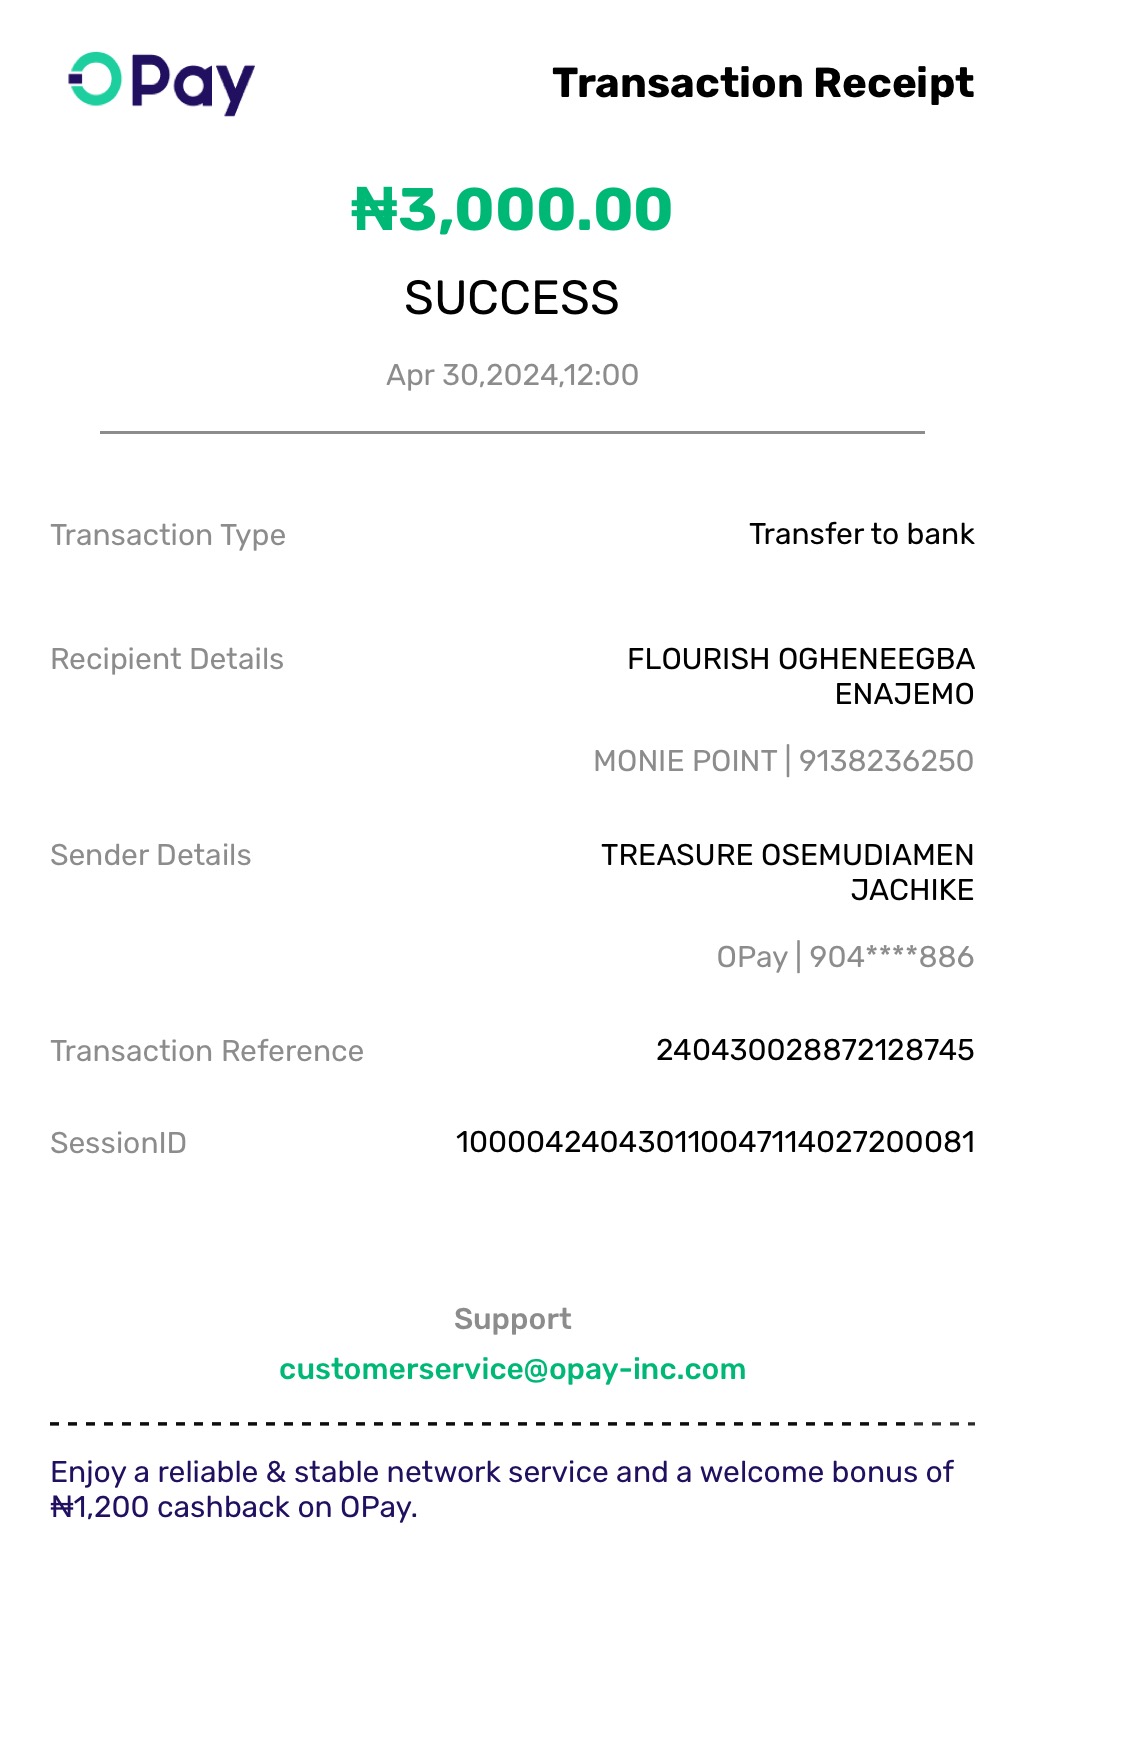 OPay
Transaction Receipt
₦3,000.00
SUCCESS
Apr 30,2024,12:00
Transaction Type
Transfer to bank
Recipient Details
FLOURISH OGHENEEGBA
ENAJEMO
MONIE POINT | 9138236250
Sender Details
TREASURE OSEMUDIAMEN
JACHIKE
OPay | 904****886
Transaction Reference
240430028872128745
SessionID
100004240430110047114027200081
Support
customerservice@opay-inc.com
Enjoy a reliable & stable network service and a welcome bonus of
₦1,200 cashback on OPay.